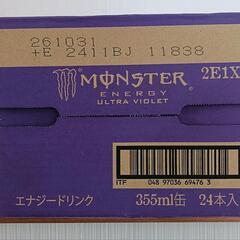 261031
+E 2411BJ 11838
MONSTER
ENERGY
ULTRA VIOLET
2E1X
ITF 048 97036 69476 3
エナジードリンク 355ml缶 24本入